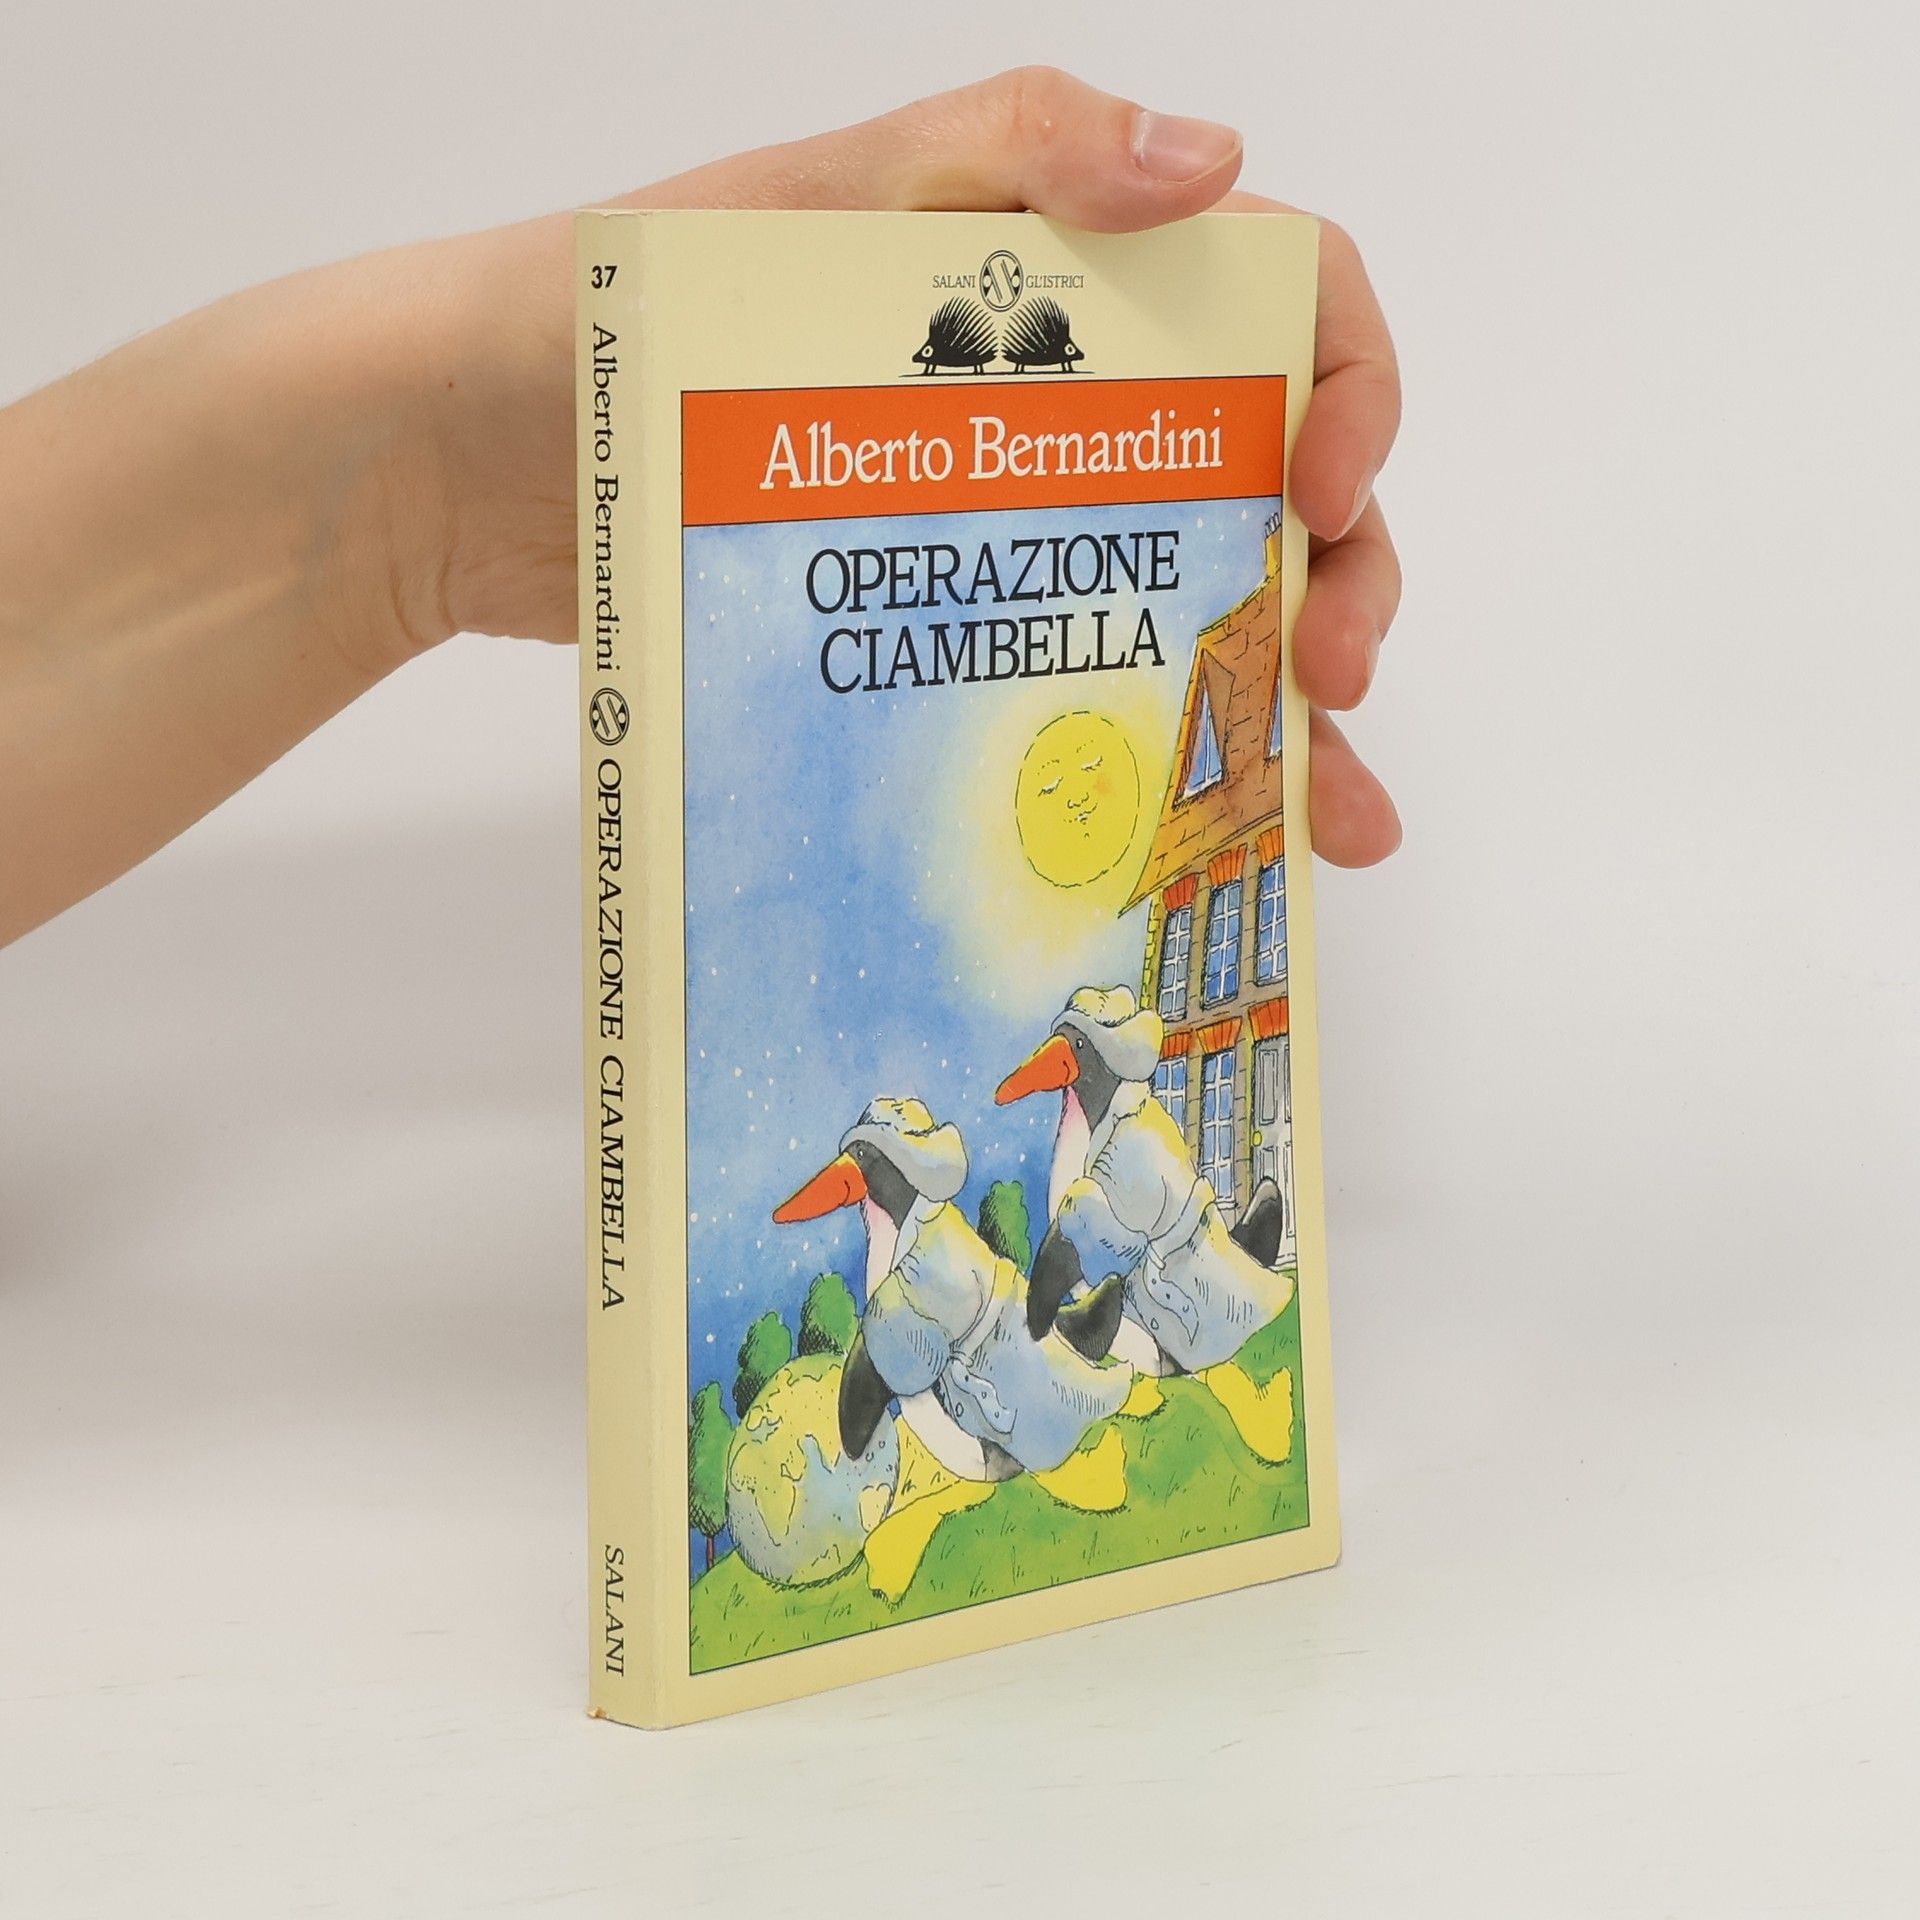 SALANI GL'ISTRICI
Alberto Bernardini
OPERAZIONE
CIAMBELLA
37 Alberto Bernardini OPERAZIONE CIAMBELLA SALANI